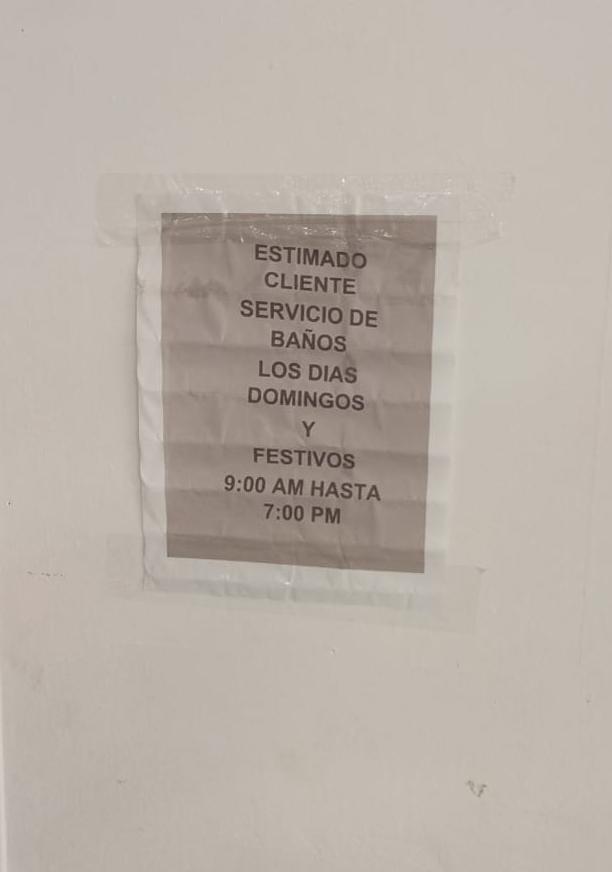 ESTIMADO
CLIENTE
SERVICIO DE
BAÑOS
LOS DIAS
DOMINGOS
Y
FESTIVOS
9:00 AM HASTA
7:00 PM